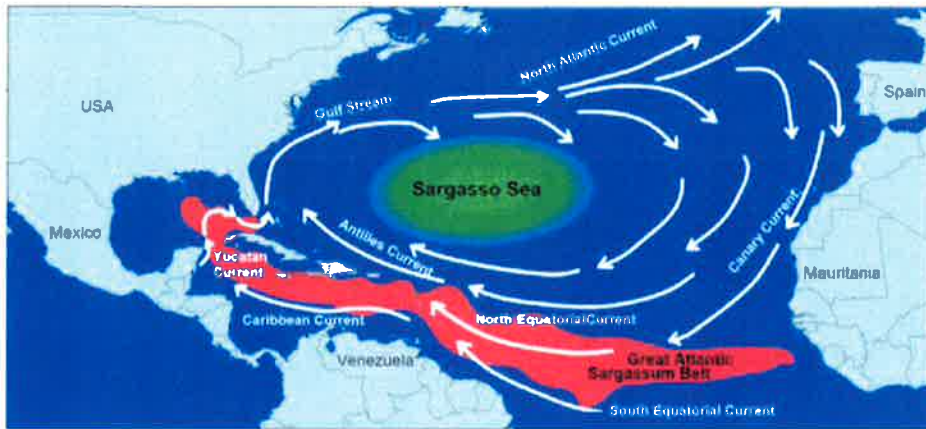 North Atlantic Current
Spain
USA
Gulf Stream
Sargasso Sea
Mexico
Antilles Current
Canary Current
Yucatan
Current
Mauritania
Caribbean Current
North Equatorial Current
Venezuela
Great Atlantic
Sargassum Belt
South Equatorial Current